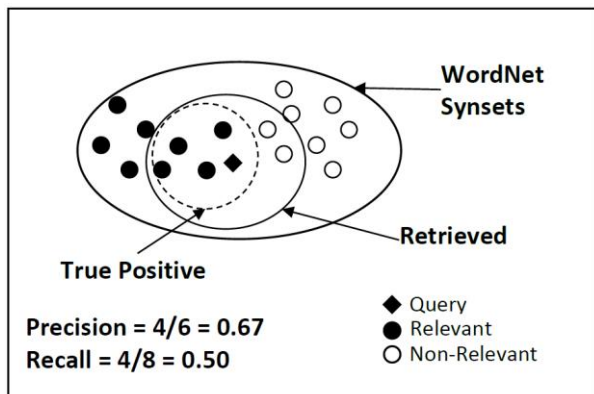 WordNet
Synsets
Retrieved
True Positive
Query
Precision = 4/6 = 0.67
Relevant
Recall = 4/8 = 0.50
Non-Relevant